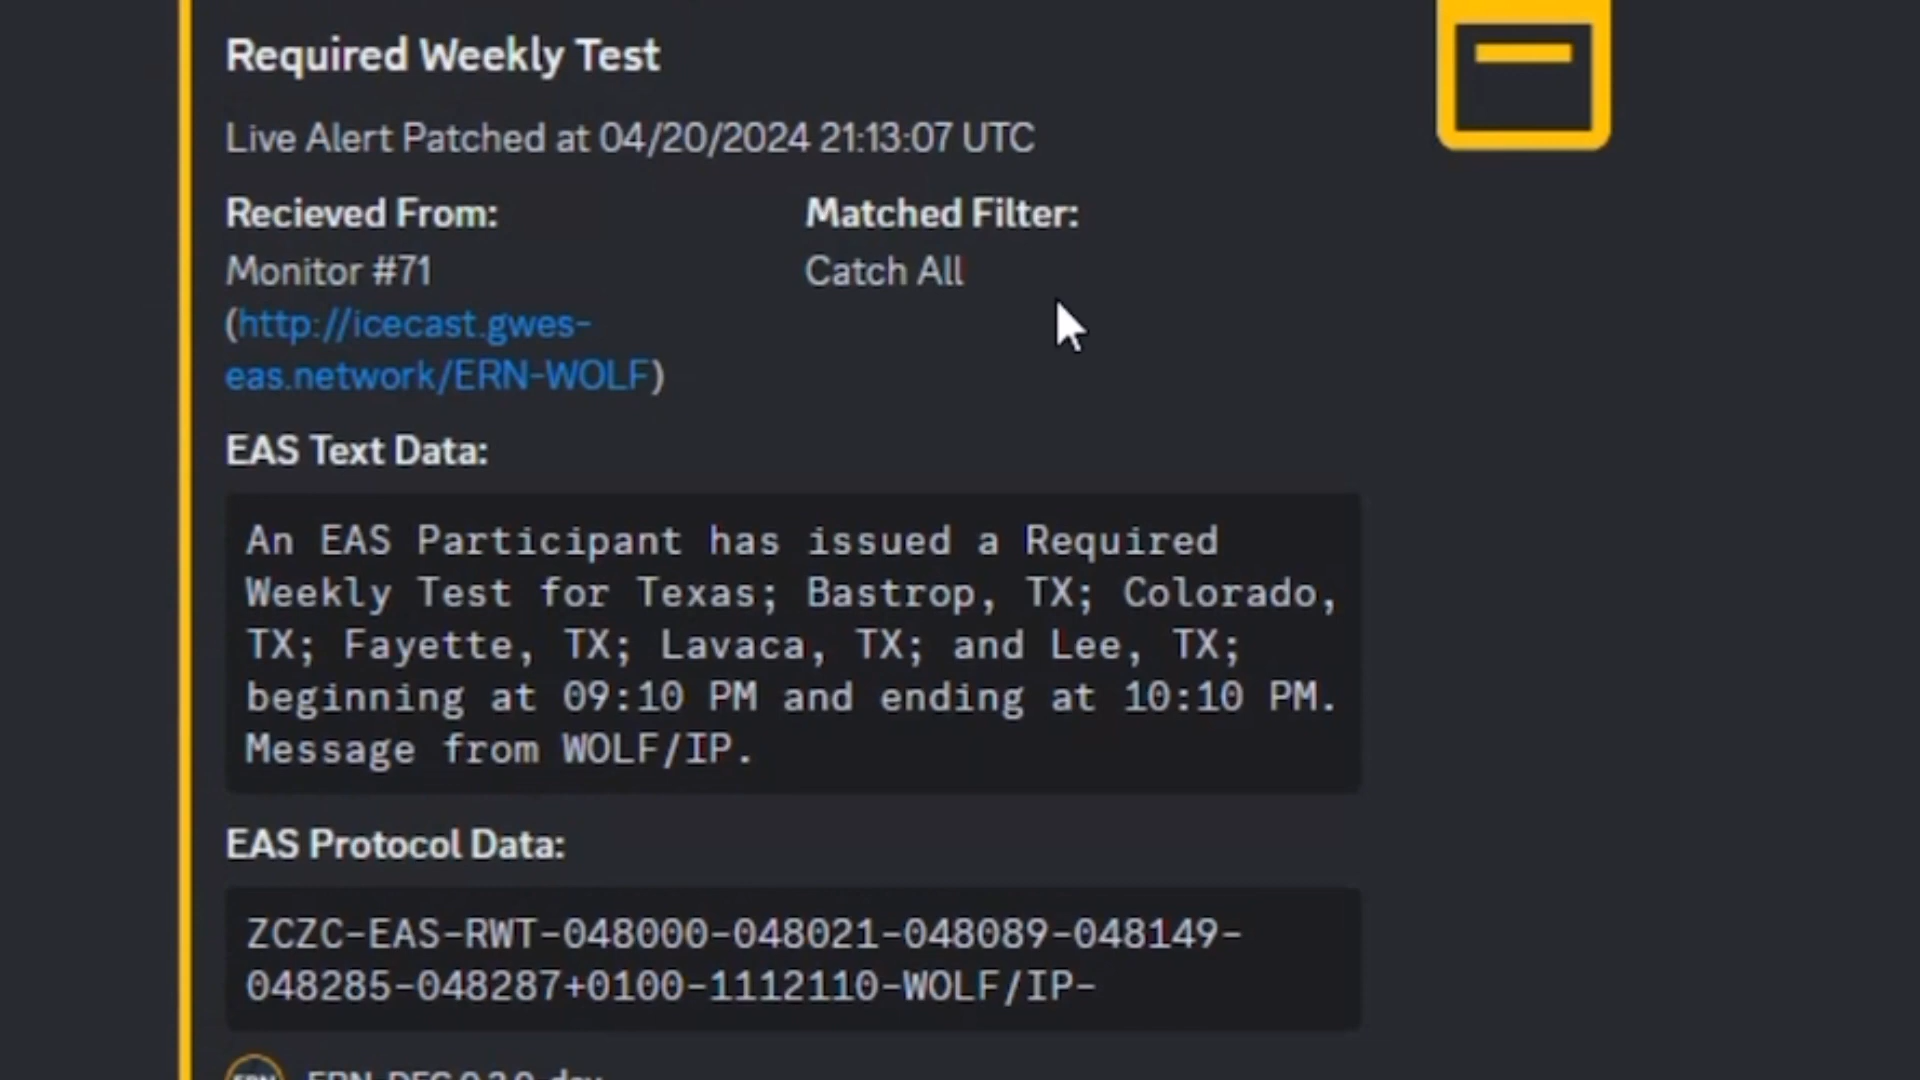 Required Weekly Test
Live Alert Patched at 04/20/2024 21:13:07 UTC
Recieved From:
Matched Filter:
Monitor #71
Catch All
(http://icecast.gwes-
eas.network/ERN-WOLF)
EAS Text Data:
An EAS Participant has issued a Required
Weekly Test for Texas; Bastrop, TX; Colorado,
TX; Fayette, TX; Lavaca, TX; and Lee, TX;
beginning at 09:10 PM and ending at 10:10 PM.
Message from WOLF/IP.
EAS Protocol Data:
ZCZC-EAS-RWT-048000-048021-048089-048149-
048285-048287+0100-1112110-WOLF/IP-